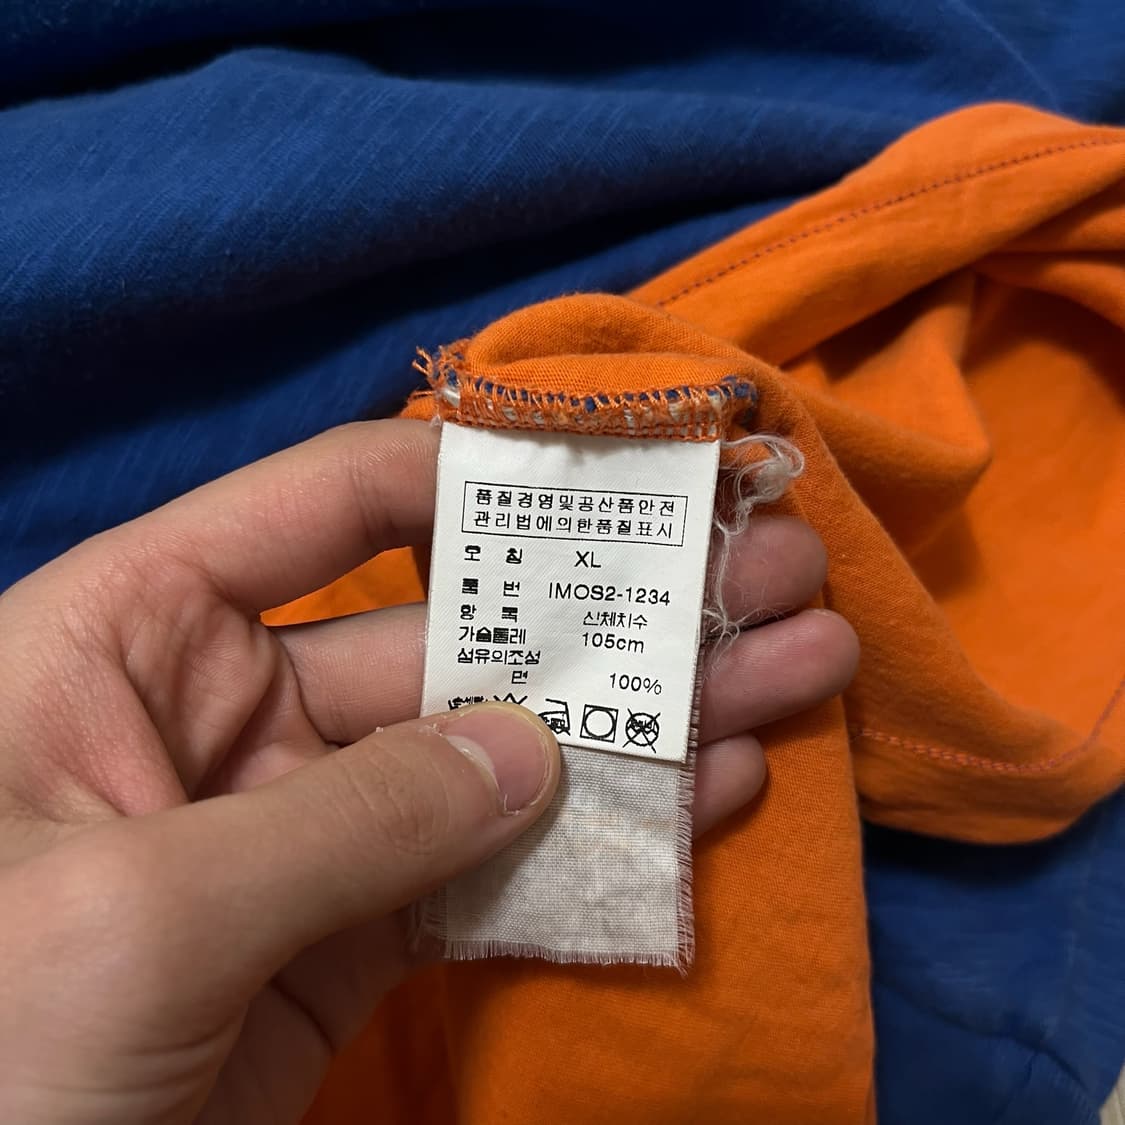 품질경영및공산품안전
관리법에의한품질표시
호 칭 XL
품 번 IMOS2-1234
항 목 신체치수
가슴둘레 105cm
섬유의조성
면 100%